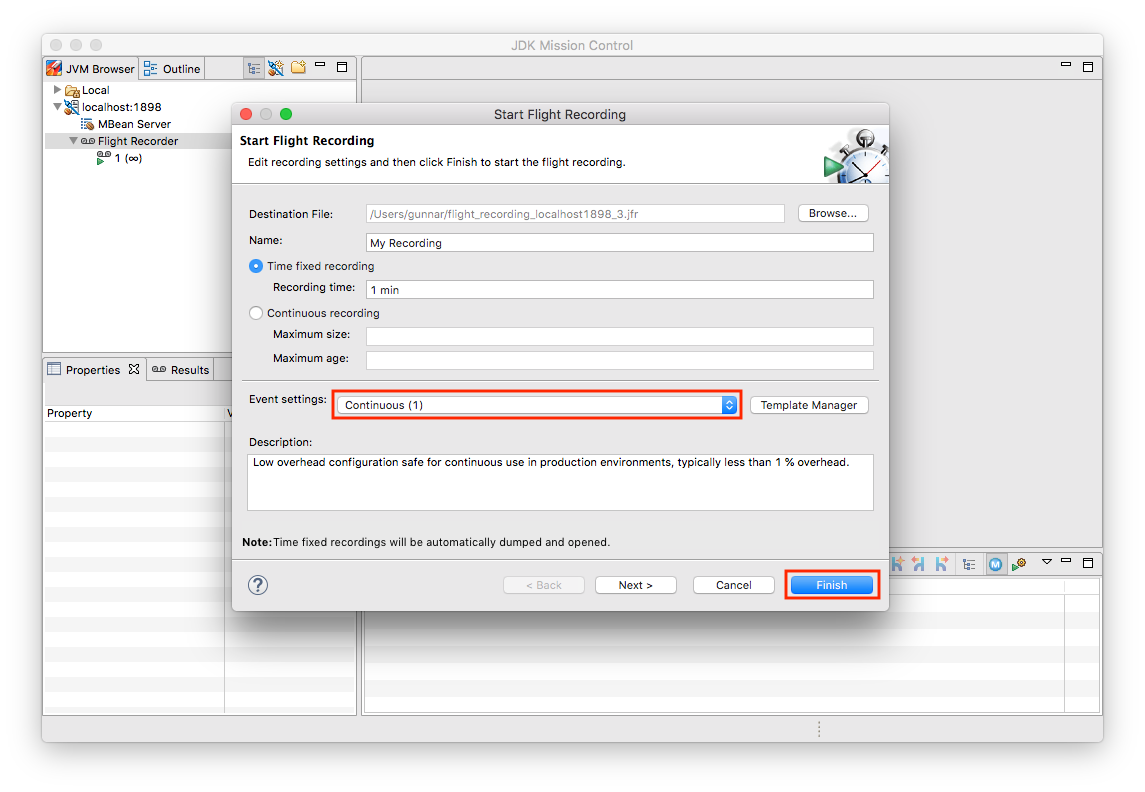 JDK Mission Control
JVM Browser
Outline
Local
localhost:1898
MBean Server
Flight Recorder
1 (∞)
Start Flight Recording
Start Flight Recording
Edit recording settings and then click Finish to start the flight recording.
Destination File: /Users/gunnar/flight_recording_localhost1898_3.jfr Browse...
Name: My Recording
Time fixed recording
Recording time: 1 min
Continuous recording
Maximum size:
Maximum age:
Event settings: Continuous (1) Template Manager
Description:
Low overhead configuration safe for continuous use in production environments, typically less than 1 % overhead.
Note:Time fixed recordings will be automatically dumped and opened.
? < Back Next > Cancel Finish
Properties
Results
Property